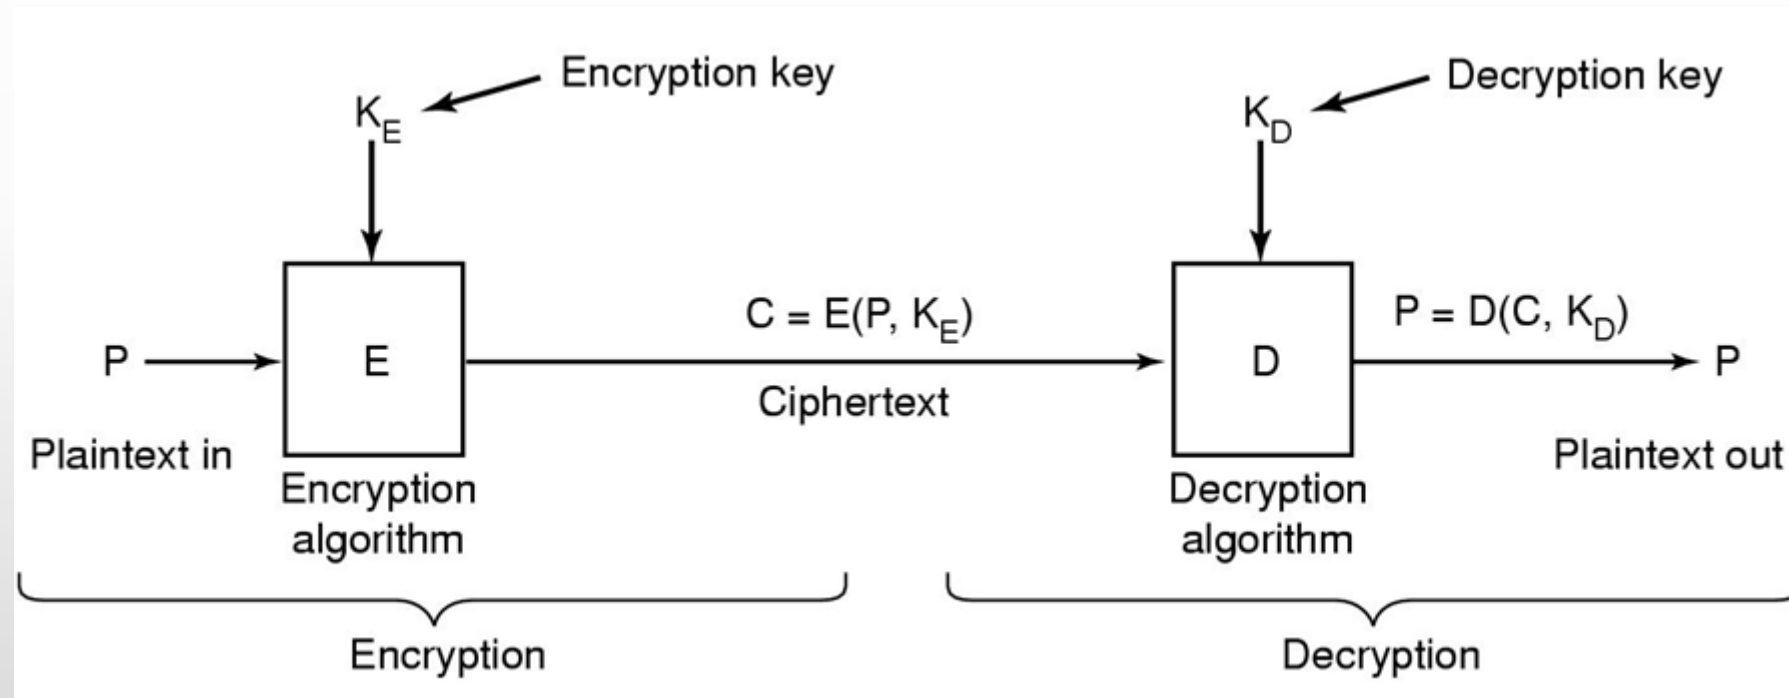 Encryption key
K_E
Decryption key
K_D
C = E(P, K_E)
P = D(C, K_D)
P
E
D
P
Ciphertext
Plaintext in
Plaintext out
Encryption
algorithm
Decryption
algorithm
Encryption
Decryption